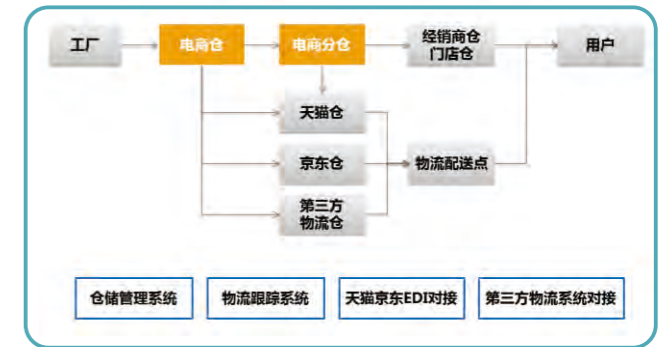 工厂
电商仓
电商分仓
经销商仓
门店仓
用户
天猫仓
京东仓
物流配送点
第三方
物流仓
仓储管理系统
物流跟踪系统
天猫京东EDI对接
第三方物流系统对接